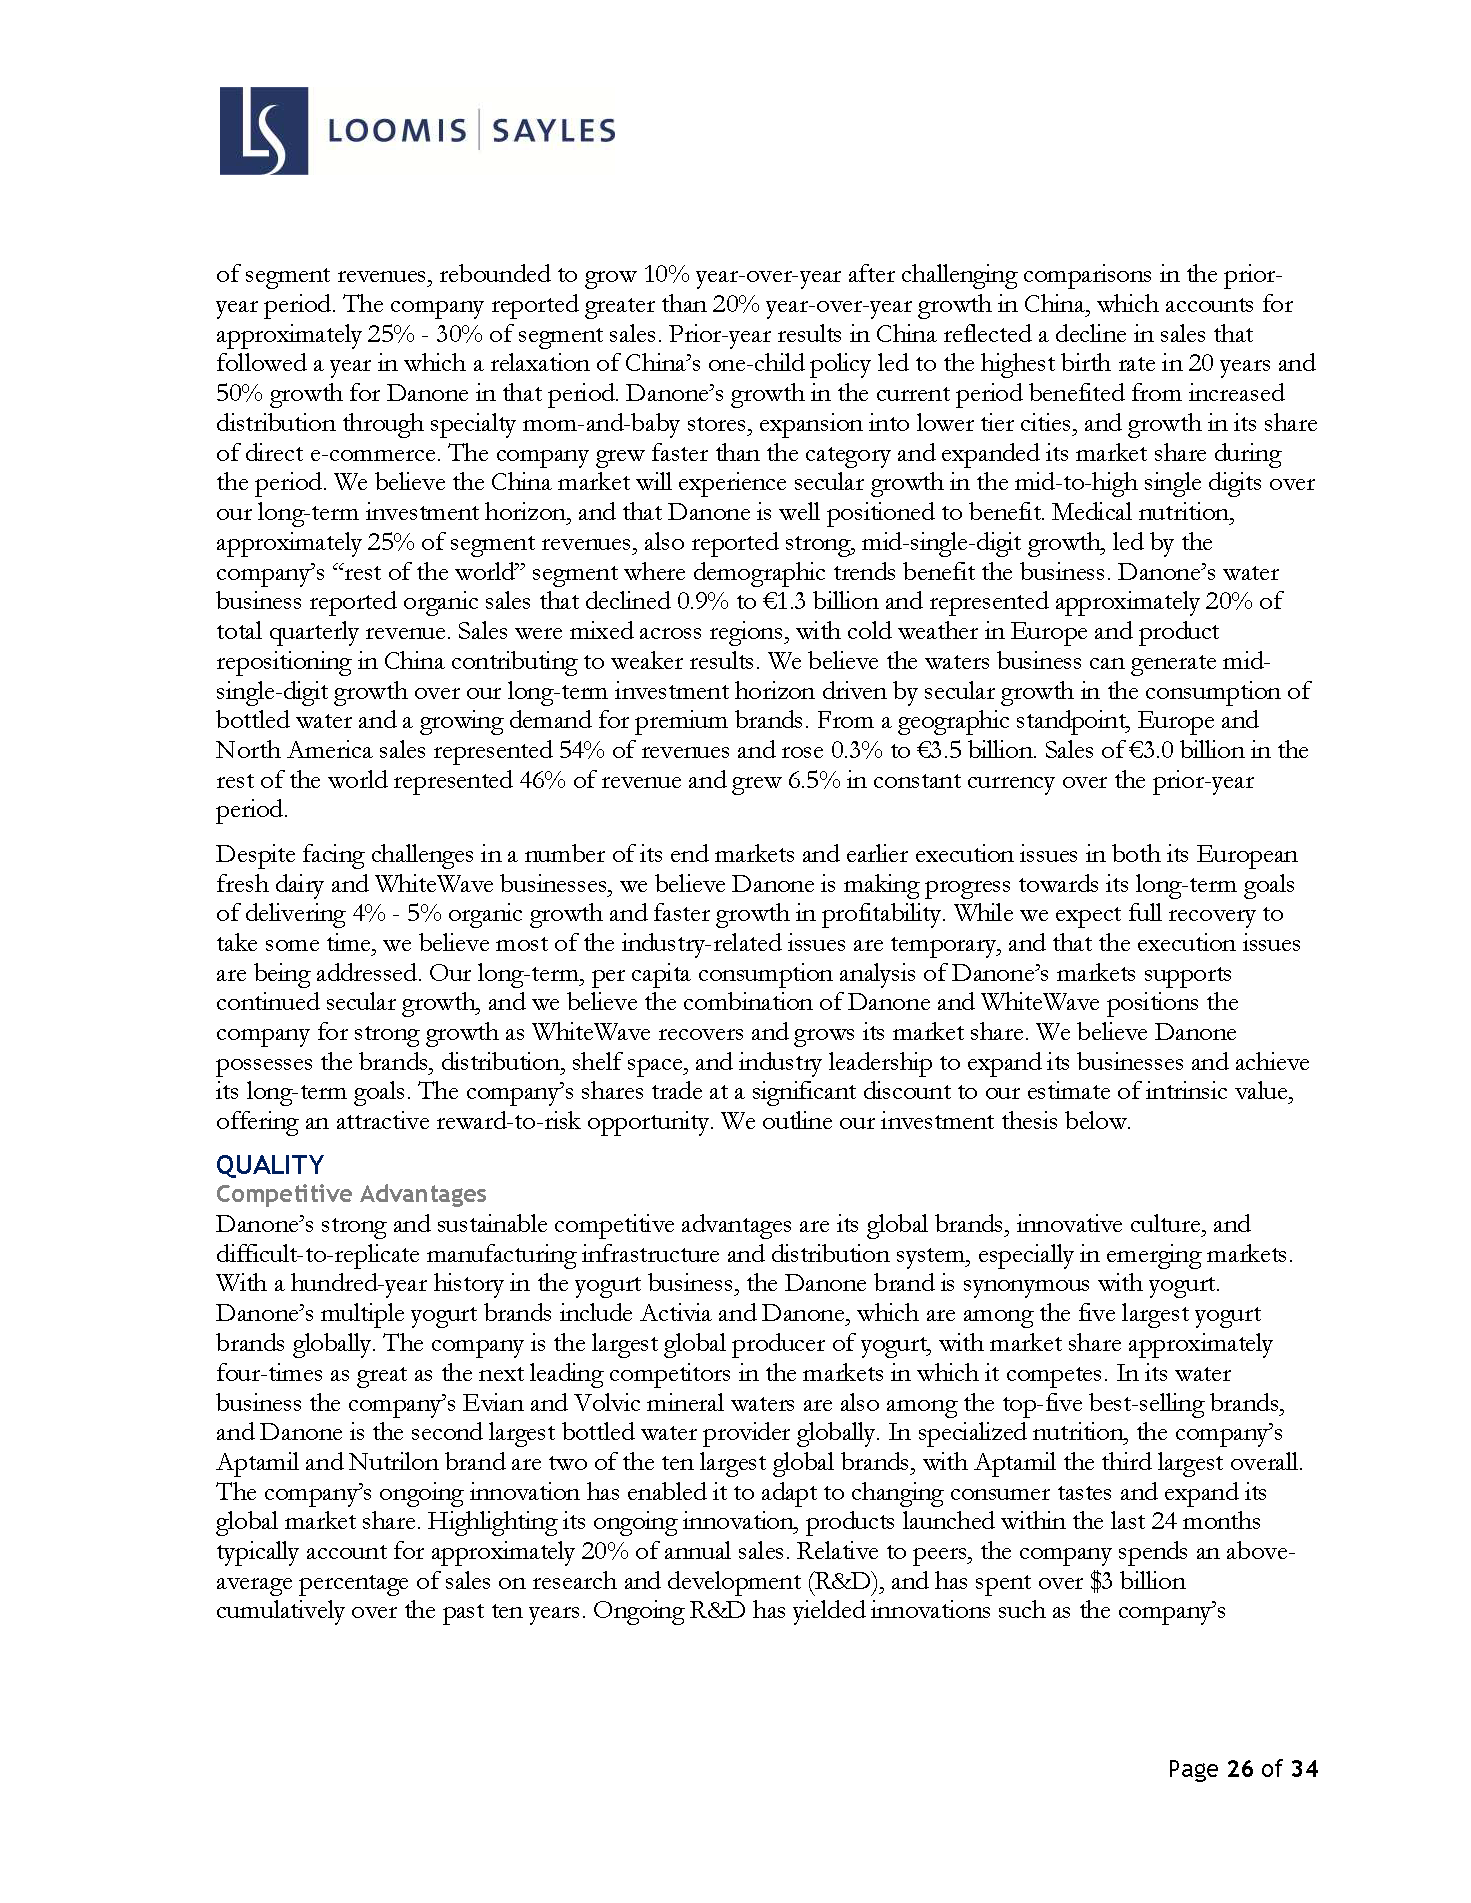 LS LOOMIS | SAYLES
of segment revenues, rebounded to grow 10% year-over-year after challenging comparisons in the prior-
year period. The company reported greater than 20% year-over-year growth in China, which accounts for
approximately 25% - 30% of segment sales. Prior-year results in China reflected a decline in sales that
followed a year in which a relaxation of China’s one-child policy led to the highest birth rate in 20 years and
50% growth for Danone in that period. Danone’s growth in the current period benefited from increased
distribution through specialty mom-and-baby stores, expansion into lower tier cities, and growth in its share
of direct e-commerce. The company grew faster than the category and expanded its market share during
the period. We believe the China market will experience secular growth in the mid-to-high single digits over
our long-term investment horizon, and that Danone is well positioned to benefit. Medical nutrition,
approximately 25% of segment revenues, also reported strong, mid-single-digit growth, led by the
company’s “rest of the world” segment where demographic trends benefit the business. Danone’s water
business reported organic sales that declined 0.9% to €1.3 billion and represented approximately 20% of
total quarterly revenue. Sales were mixed across regions, with cold weather in Europe and product
repositioning in China contributing to weaker results. We believe the waters business can generate mid-
single-digit growth over our long-term investment horizon driven by secular growth in the consumption of
bottled water and a growing demand for premium brands. From a geographic standpoint, Europe and
North America sales represented 54% of revenues and rose 0.3% to €3.5 billion. Sales of €3.0 billion in the
rest of the world represented 46% of revenue and grew 6.5% in constant currency over the prior-year
period.
Despite facing challenges in a number of its end markets and earlier execution issues in both its European
fresh dairy and WhiteWave businesses, we believe Danone is making progress towards its long-term goals
of delivering 4% - 5% organic growth and faster growth in profitability. While we expect full recovery to
take some time, we believe most of the industry-related issues are temporary, and that the execution issues
are being addressed. Our long-term, per capita consumption analysis of Danone’s markets supports
continued secular growth, and we believe the combination of Danone and WhiteWave positions the
company for strong growth as WhiteWave recovers and grows its market share. We believe Danone
possesses the brands, distribution, shelf space, and industry leadership to expand its businesses and achieve
its long-term goals. The company’s shares trade at a significant discount to our estimate of intrinsic value,
offering an attractive reward-to-risk opportunity. We outline our investment thesis below.
QUALITY
Competitive Advantages
Danone’s strong and sustainable competitive advantages are its global brands, innovative culture, and
difficult-to-replicate manufacturing infrastructure and distribution system, especially in emerging markets.
With a hundred-year history in the yogurt business, the Danone brand is synonymous with yogurt.
Danone’s multiple yogurt brands include Activia and Danone, which are among the five largest yogurt
brands globally. The company is the largest global producer of yogurt, with market share approximately
four-times as great as the next leading competitors in the markets in which it competes. In its water
business the company’s Evian and Volvic mineral waters are also among the top-five best-selling brands,
and Danone is the second largest bottled water provider globally. In specialized nutrition, the company’s
Aptamil and Nutrilon brand are two of the ten largest global brands, with Aptamil the third largest overall.
The company’s ongoing innovation has enabled it to adapt to changing consumer tastes and expand its
global market share. Highlighting its ongoing innovation, products launched within the last 24 months
typically account for approximately 20% of annual sales. Relative to peers, the company spends an above-
average percentage of sales on research and development (R&D), and has spent over $3 billion
cumulatively over the past ten years. Ongoing R&D has yielded innovations such as the company’s
Page 26 of 34